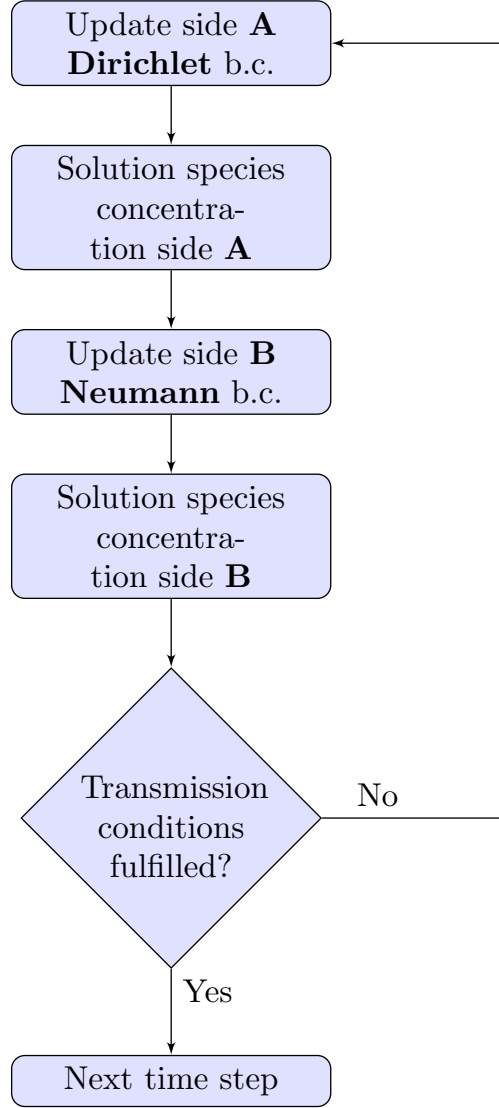 Update side A
Dirichlet b.c.
Solution species
concentra-
tion side A
Update side B
Neumann b.c.
Solution species
concentra-
tion side B
Transmission
conditions
fulfilled?
No
Yes
Next time step